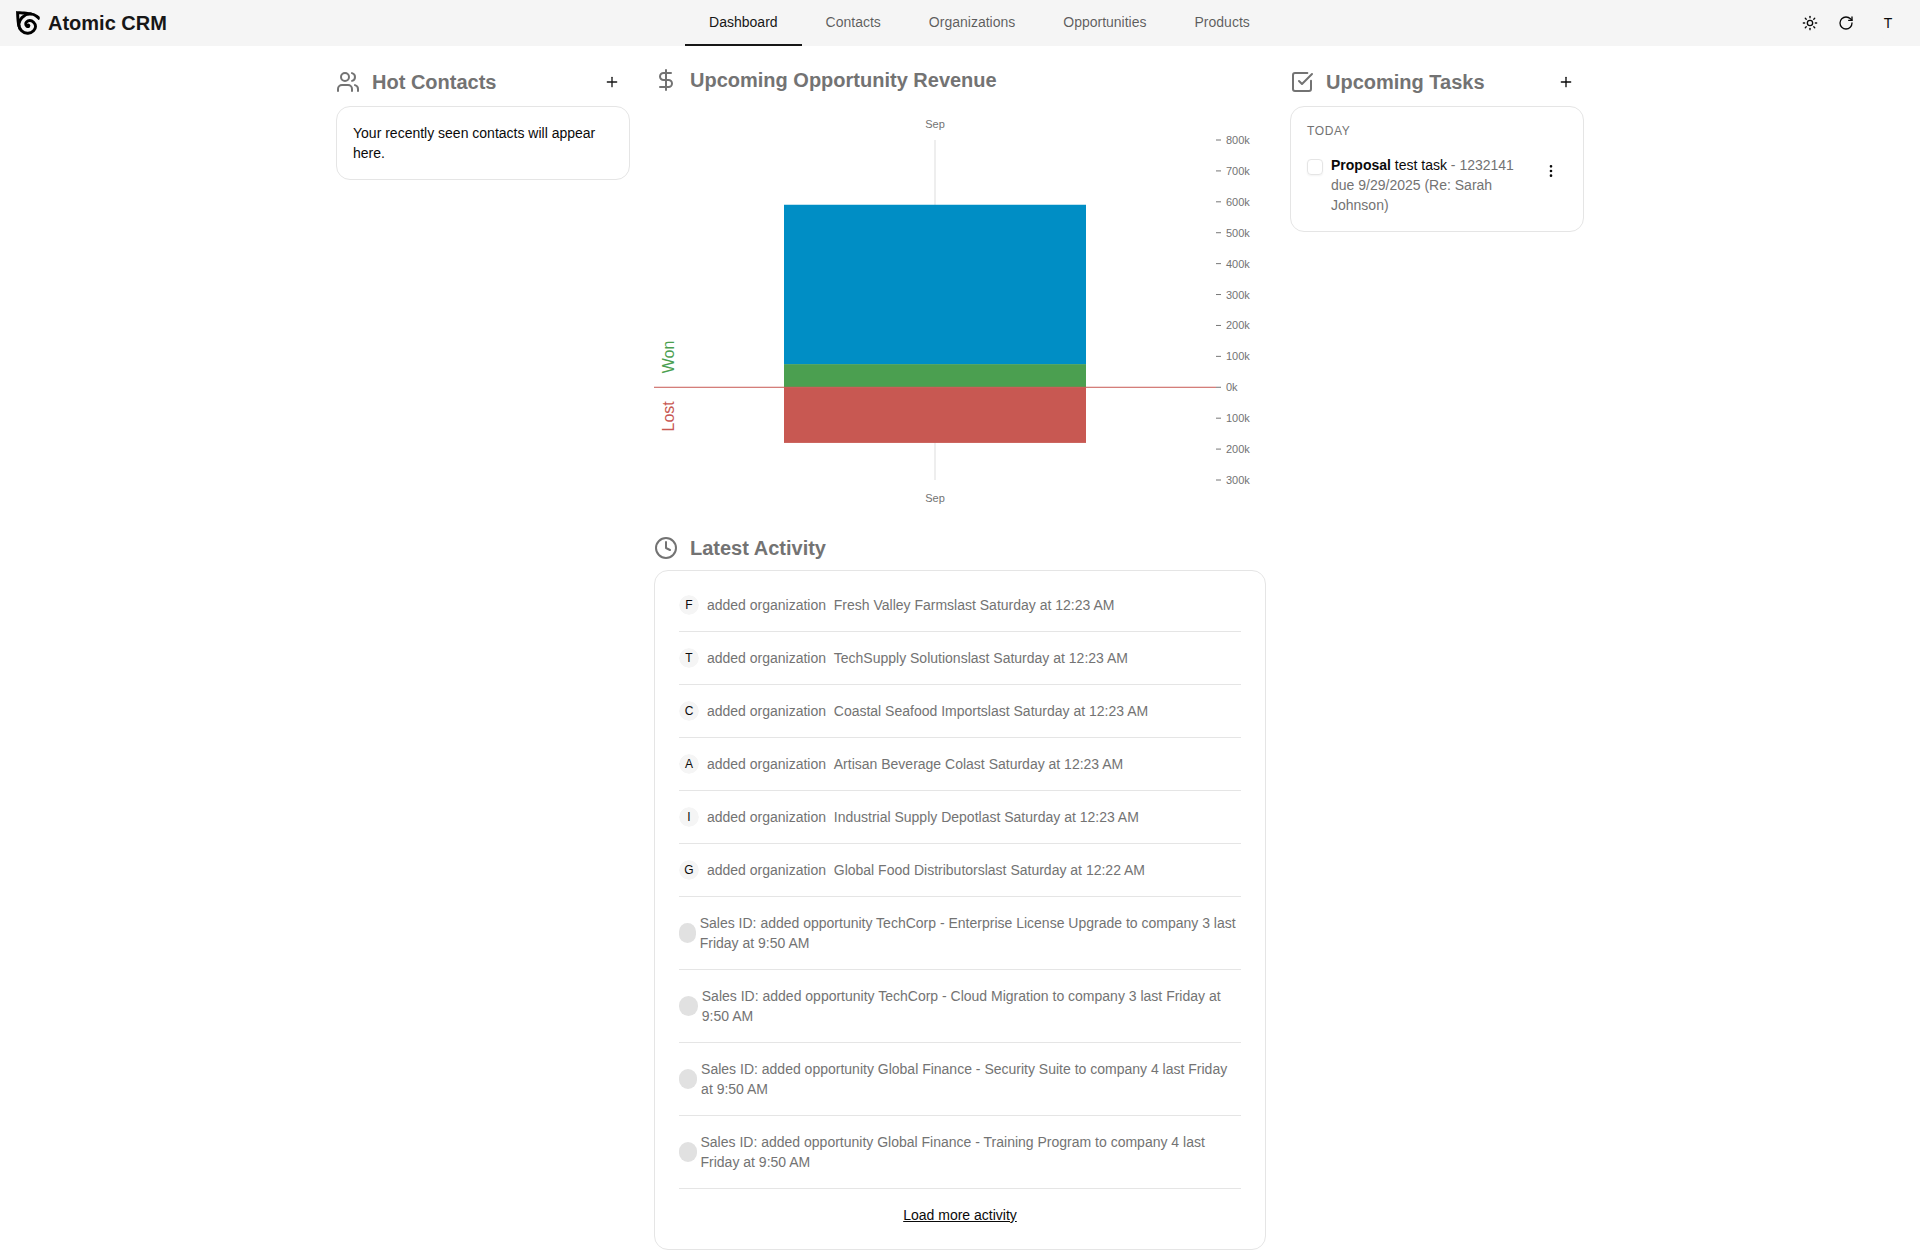 Atomic CRM
Dashboard
Contacts
Organizations
Opportunities
Products
T
Hot Contacts
Your recently seen contacts will appear
here.
Upcoming Opportunity Revenue
Sep
800k
700k
600k
500k
400k
300k
200k
100k
0k
100k
200k
300k
Won
Lost
Sep
Upcoming Tasks
TODAY
Proposal test task - 1232141
due 9/29/2025 (Re: Sarah
Johnson)
Latest Activity
F added organization Fresh Valley Farmslast Saturday at 12:23 AM
T added organization TechSupply Solutionslast Saturday at 12:23 AM
C added organization Coastal Seafood Importslast Saturday at 12:23 AM
A added organization Artisan Beverage Colast Saturday at 12:23 AM
I added organization Industrial Supply Depotlast Saturday at 12:23 AM
G added organization Global Food Distributorslast Saturday at 12:22 AM
Sales ID: added opportunity TechCorp - Enterprise License Upgrade to company 3 last
Friday at 9:50 AM
Sales ID: added opportunity TechCorp - Cloud Migration to company 3 last Friday at
9:50 AM
Sales ID: added opportunity Global Finance - Security Suite to company 4 last Friday
at 9:50 AM
Sales ID: added opportunity Global Finance - Training Program to company 4 last
Friday at 9:50 AM
Load more activity